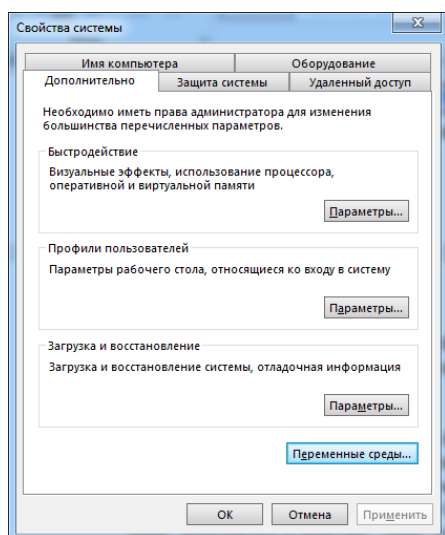 Свойства системы
Имя компьютера
Оборудование
Дополнительно
Защита системы
Удаленный доступ
Необходимо иметь права администратора для изменения
большинства перечисленных параметров.
Быстродействие
Визуальные эффекты, использование процессора,
оперативной и виртуальной памяти
Параметры...
Профили пользователей
Параметры рабочего стола, относящиеся ко входу в систему
Параметры...
Загрузка и восстановление
Загрузка и восстановление системы, отладочная информация
Параметры...
Переменные среды...
ОК
Отмена
Применить